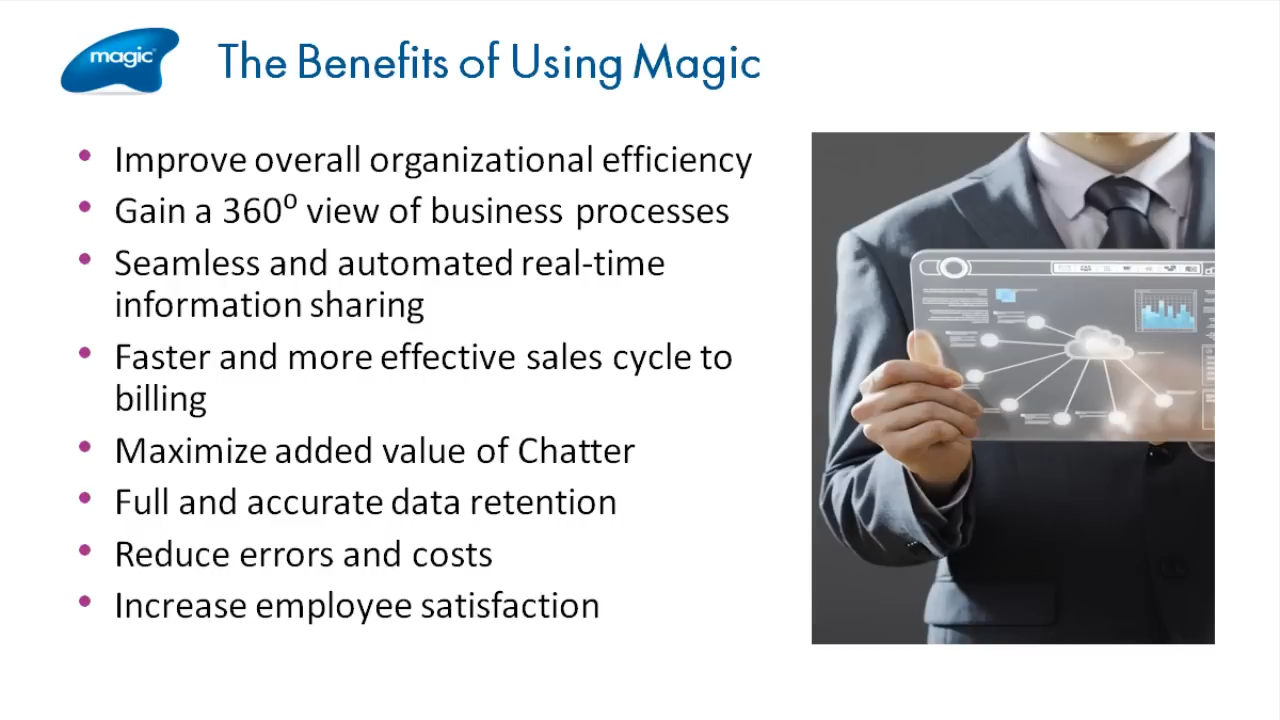 magic
The Benefits of Using Magic
• Improve overall organizational efficiency
• Gain a 360⁰ view of business processes
• Seamless and automated real-time
information sharing
• Faster and more effective sales cycle to
billing
• Maximize added value of Chatter
• Full and accurate data retention
• Reduce errors and costs
• Increase employee satisfaction